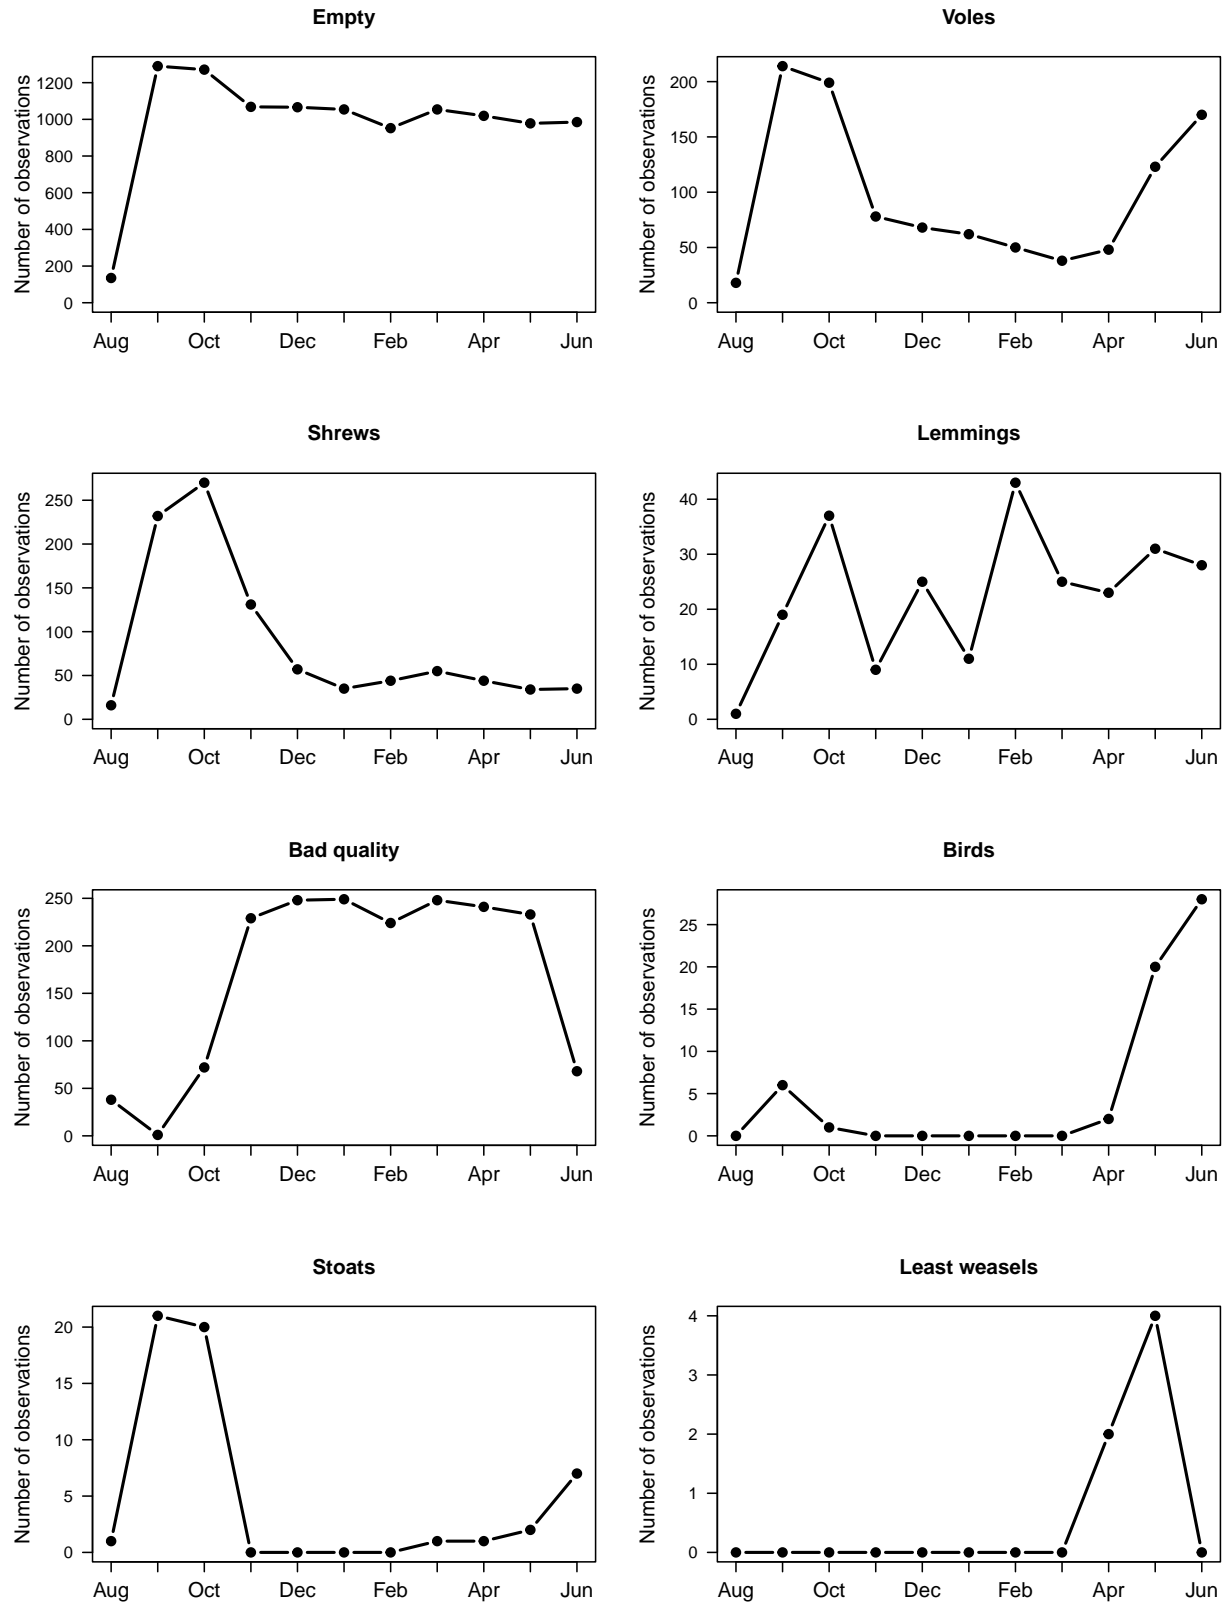 Empty
Number of observations
1200
1000
800
600
400
200
0
Aug Oct Dec Feb Apr Jun
Voles
Number of observations
200
150
100
50
0
Aug Oct Dec Feb Apr Jun
Shrews
Number of observations
250
200
150
100
50
0
Aug Oct Dec Feb Apr Jun
Lemmings
Number of observations
40
30
20
10
0
Aug Oct Dec Feb Apr Jun
Bad quality
Number of observations
250
200
150
100
50
0
Aug Oct Dec Feb Apr Jun
Birds
Number of observations
25
20
15
10
5
0
Aug Oct Dec Feb Apr Jun
Stoats
Number of observations
20
15
10
5
0
Aug Oct Dec Feb Apr Jun
Least weasels
Number of observations
4
3
2
1
0
Aug Oct Dec Feb Apr Jun